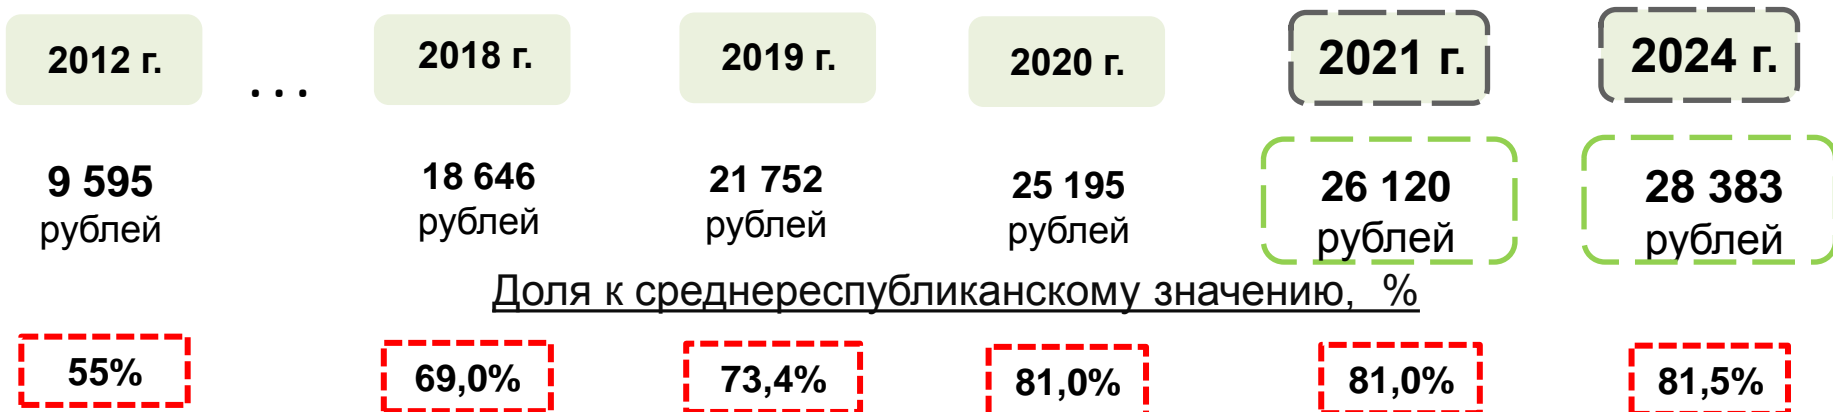 2012 г. ... 2018 г. 2019 г. 2020 г. 2021 г. 2024 г.
9 595 18 646 21 752 25 195 26 120 28 383
рублей рублей рублей рублей рублей рублей
Доля к среднереспубликанскому значению, %
55% 69,0% 73,4% 81,0% 81,0% 81,5%